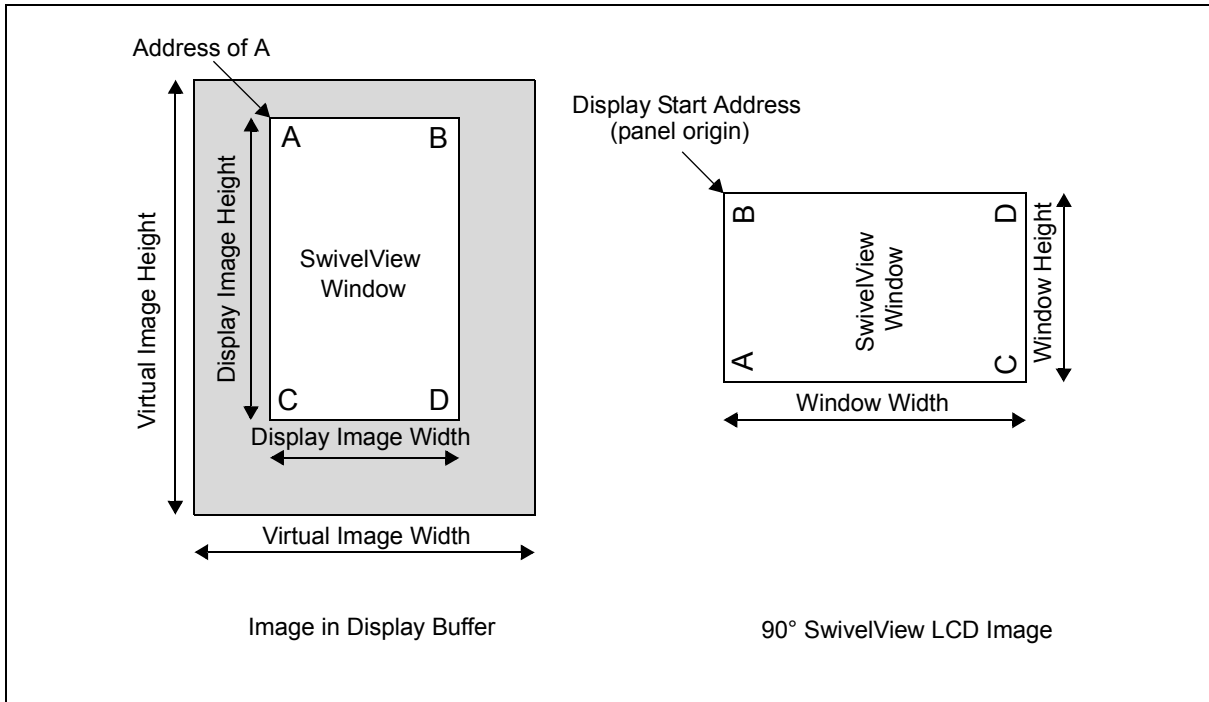 Address of A
Virtual Image Height
Display Image Height
A B
SwivelView
Window
C D
Display Image Width
Virtual Image Width
Image in Display Buffer
Display Start Address
(panel origin)
B D
SwivelView
Window
A C
Window Height
Window Width
90° SwivelView LCD Image